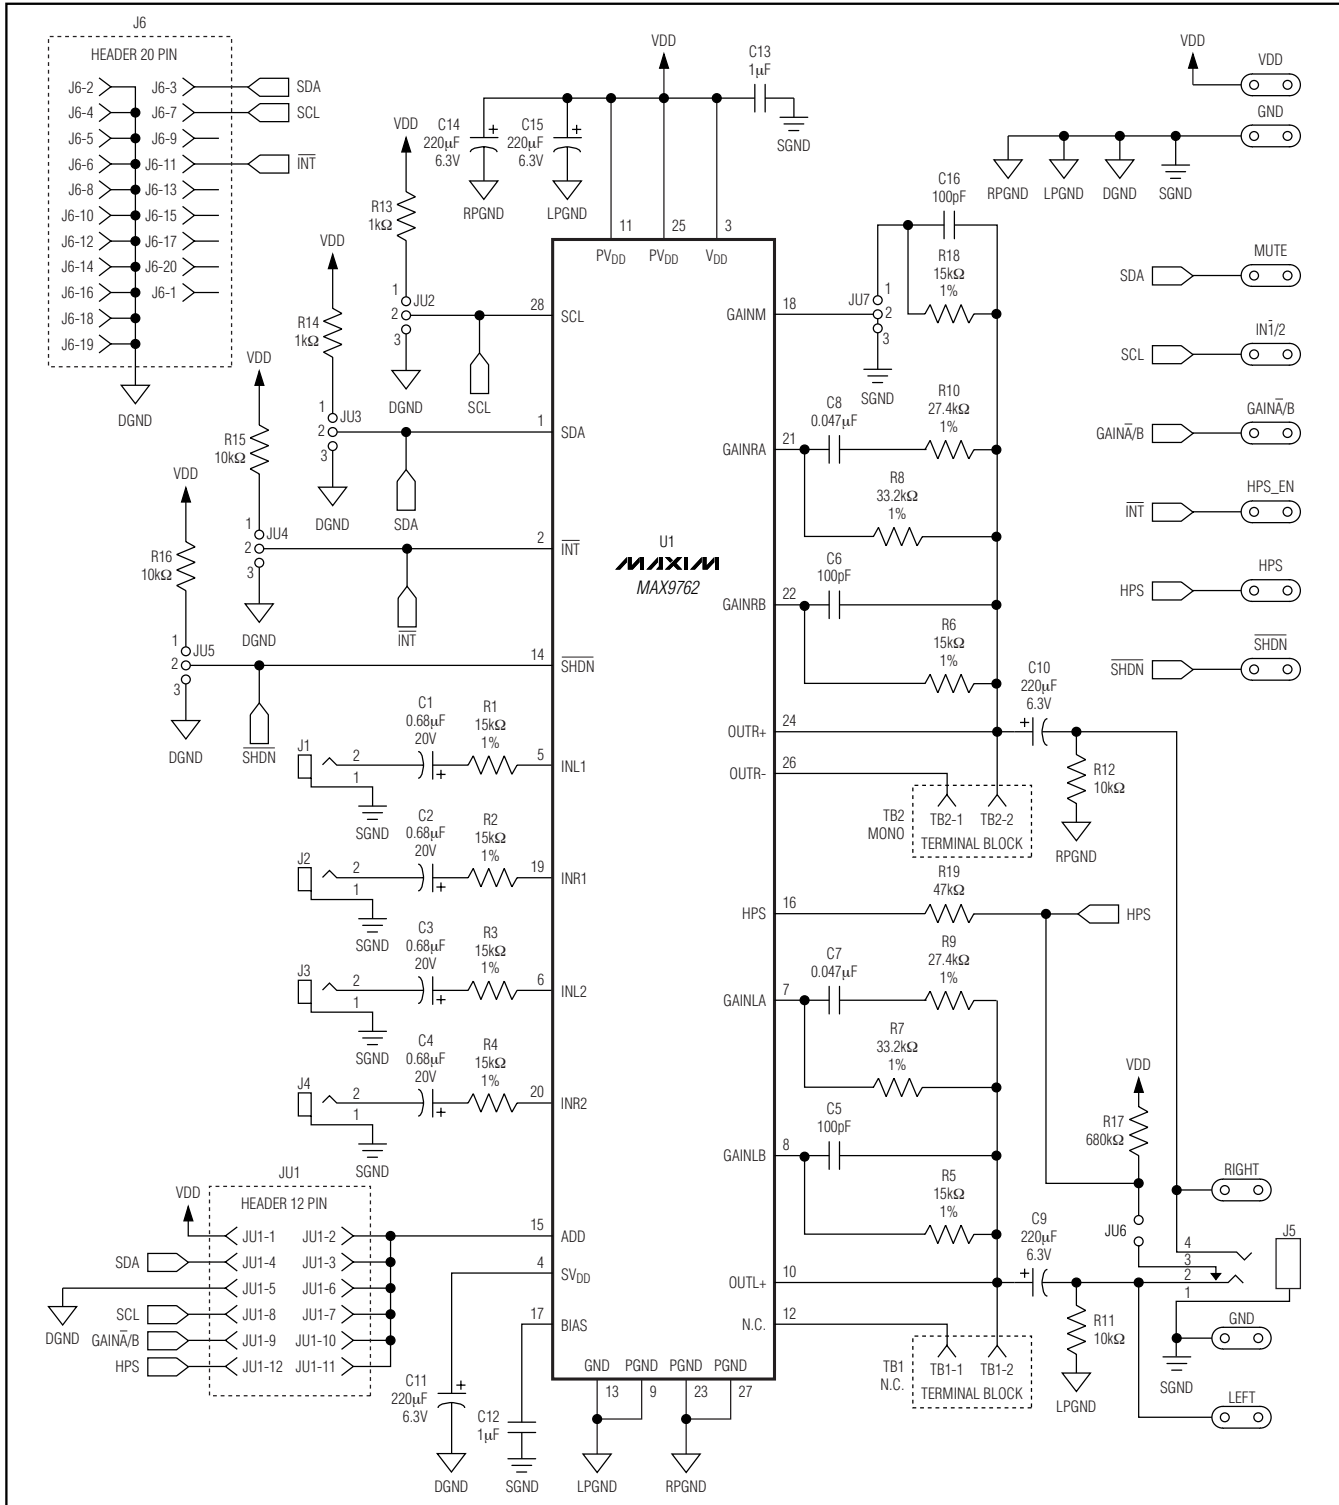 J6
HEADER 20 PIN
J6-2
J6-3
SDA
J6-4
J6-7
SCL
J6-5
J6-9
J6-6
J6-11
INT
J6-8
J6-13
J6-10
J6-15
J6-12
J6-17
J6-14
J6-20
J6-16
J6-1
J6-18
J6-19
DGND
VDD
C13
1µF
SGND
C14
220µF
6.3V
RPGND
C15
220µF
6.3V
LPGND
VDD
VDD
GND
RPGND
LPGND
DGND
SGND
VDD
R13
1kΩ
1
JU2
2
3
DGND
SCL
VDD
R14
1kΩ
1
JU3
2
3
DGND
SDA
VDD
R15
10kΩ
1
JU4
2
3
DGND
INT
VDD
R16
10kΩ
1
JU5
2
3
DGND
SHDN
11
25
3
PVDD
PVDD
VDD
28
SCL
1
SDA
2
INT
14
SHDN
U1
MAXIM
MAX9762
C16
100pF
R18
15kΩ
1%
18
GAINM
1
JU7
2
3
SGND
C8
0.047µF
R10
27.4kΩ
1%
21
GAINRA
R8
33.2kΩ
1%
C6
100pF
22
GAINRB
R6
15kΩ
1%
C10
220µF
6.3V
24
OUTR+
26
OUTR-
R12
10kΩ
RPGND
TB2
MONO
TB2-1
TB2-2
TERMINAL BLOCK
SDA
MUTE
SCL
IN1/2
GAINA/B
GAINA/B
INT
HPS_EN
HPS
HPS
SHDN
SHDN
J1
2
1
SGND
C1
0.68µF
20V
R1
15kΩ
1%
5
INL1
J2
2
1
SGND
C2
0.68µF
20V
R2
15kΩ
1%
19
INR1
J3
2
1
SGND
C3
0.68µF
20V
R3
15kΩ
1%
6
INL2
J4
2
1
SGND
C4
0.68µF
20V
R4
15kΩ
1%
20
INR2
16
HPS
R19
47kΩ
HPS
C7
0.047µF
R9
27.4kΩ
1%
7
GAINLA
R7
33.2kΩ
1%
C5
100pF
8
GAINLB
R5
15kΩ
1%
C9
220µF
6.3V
10
OUTL+
12
N.C.
TB1
N.C.
TB1-1
TB1-2
TERMINAL BLOCK
R11
10kΩ
LPGND
VDD
R17
680kΩ
JU6
RIGHT
J5
4
3
2
1
GND
SGND
LEFT
JU1
VDD
HEADER 12 PIN
JU1-1
JU1-2
SDA
JU1-4
JU1-3
JU1-5
JU1-6
DGND
SCL
JU1-8
JU1-7
GAINA/B
JU1-9
JU1-10
HPS
JU1-12
JU1-11
15
ADD
4
SVDD
17
BIAS
C11
220µF
6.3V
DGND
C12
1µF
SGND
GND
PGND
PGND
PGND
13
9
23
27
LPGND
RPGND